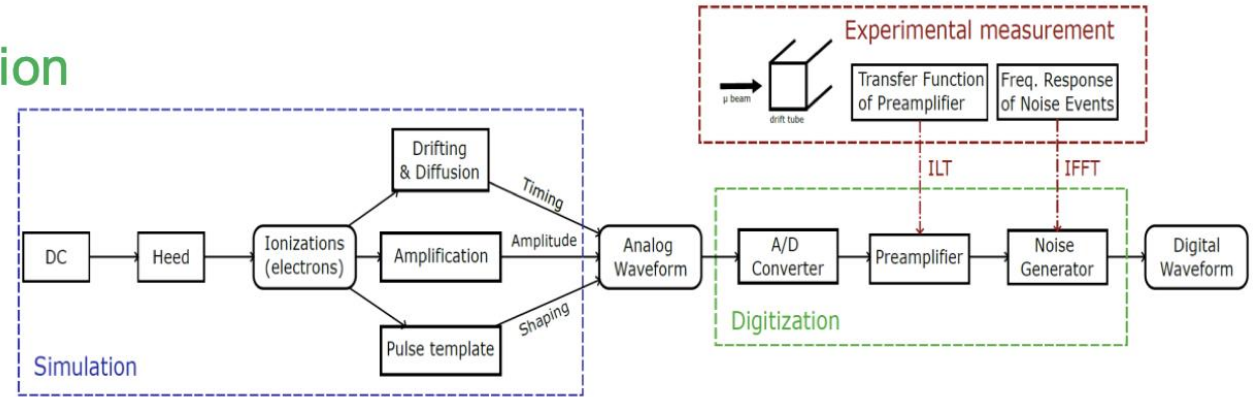 ion
Experimental measurement
μ beam
drift tube
Transfer Function
of Preamplifier
Freq. Response
of Noise Events
ILT
IFFT
Drifting
& Diffusion
Timing
DC
Heed
Ionizations
(electrons)
Amplification
Amplitude
Analog
Waveform
A/D
Converter
Preamplifier
Noise
Generator
Digital
Waveform
Pulse template
Shaping
Simulation
Digitization